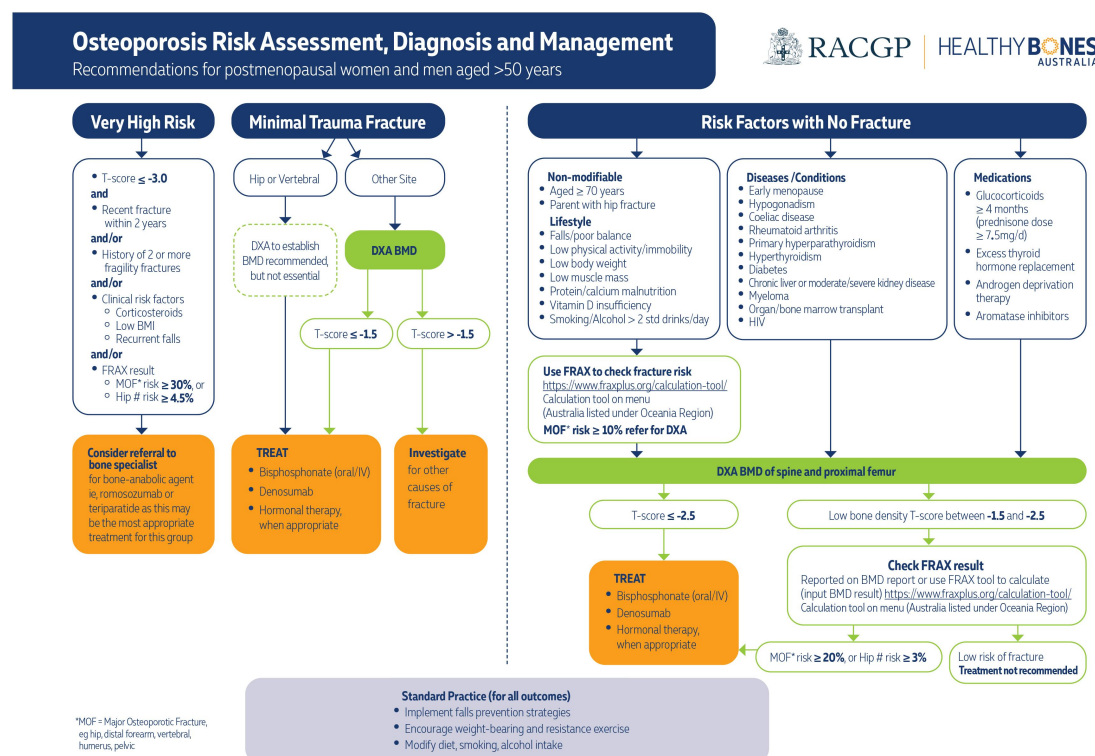 Osteoporosis Risk Assessment, Diagnosis and Management
Recommendations for postmenopausal women and men aged >50 years
RACGP
HEALTHY BONES
AUSTRALIA
Very High Risk
• T-score ≤ -3.0
and
• Recent fracture
within 2 years
and/or
• History of 2 or more
fragility fractures
and/or
• Clinical risk factors
○ Corticosteroids
○ Low BMI
○ Recurrent falls
and/or
• FRAX result
○ MOF* risk ≥ 30%, or
○ Hip # risk ≥ 4.5%
Consider referral to
bone specialist
for bone-anabolic agent
ie, romosozumab or
teriparatide as this may
be the most appropriate
treatment for this group
Minimal Trauma Fracture
Hip or Vertebral
Other Site
DXA to establish
BMD recommended,
but not essential
DXA BMD
T-score ≤ -1.5
T-score > -1.5
TREAT
• Bisphosphonate (oral/IV)
• Denosumab
• Hormonal therapy,
when appropriate
Investigate
for other
causes of
fracture
Risk Factors with No Fracture
Non-modifiable
• Aged ≥ 70 years
• Parent with hip fracture
Lifestyle
• Falls/poor balance
• Low physical activity/immobility
• Low body weight
• Low muscle mass
• Protein/calcium malnutrition
• Vitamin D insufficiency
• Smoking/Alcohol > 2 std drinks/day
Diseases /Conditions
• Early menopause
• Hypogonadism
• Coeliac disease
• Rheumatoid arthritis
• Primary hyperparathyroidism
• Hyperthyroidism
• Diabetes
• Chronic liver or moderate/severe kidney disease
• Myeloma
• Organ/bone marrow transplant
• HIV
Medications
• Glucocorticoids
≥ 4 months
(prednisone dose
≥ 7.5mg/d)
• Excess thyroid
hormone replacement
• Androgen deprivation
therapy
• Aromatase inhibitors
Use FRAX to check fracture risk
https://www.fraxplus.org/calculation-tool/
Calculation tool on menu
(Australia listed under Oceania Region)
MOF* risk ≥ 10% refer for DXA
DXA BMD of spine and proximal femur
T-score ≤ -2.5
Low bone density T-score between -1.5 and -2.5
TREAT
• Bisphosphonate (oral/IV)
• Denosumab
• Hormonal therapy,
when appropriate
Check FRAX result
Reported on BMD report or use FRAX tool to calculate
(input BMD result) https://www.fraxplus.org/calculation-tool/
Calculation tool on menu (Australia listed under Oceania Region)
MOF* risk ≥ 20%, or Hip # risk ≥ 3%
Low risk of fracture
Treatment not recommended
Standard Practice (for all outcomes)
• Implement falls prevention strategies
• Encourage weight-bearing and resistance exercise
• Modify diet, smoking, alcohol intake
*MOF = Major Osteoporotic Fracture,
eg hip, distal forearm, vertebral,
humerus, pelvic